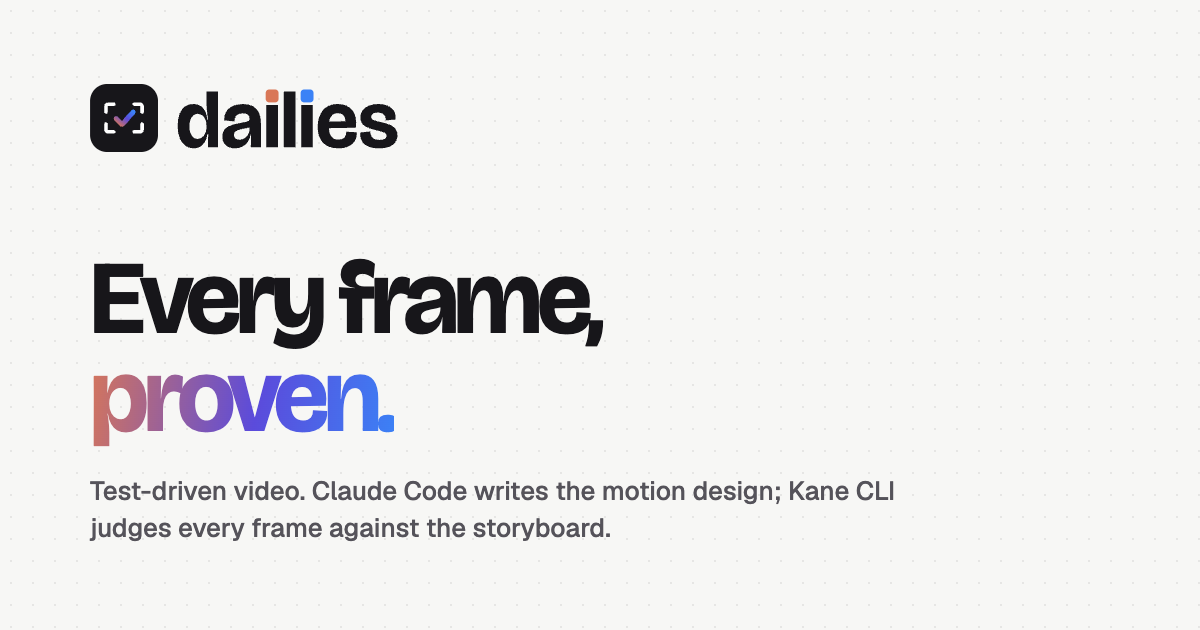 dailies
Every frame,
proven.
Test-driven video. Claude Code writes the motion design; Kane CLI
judges every frame against the storyboard.